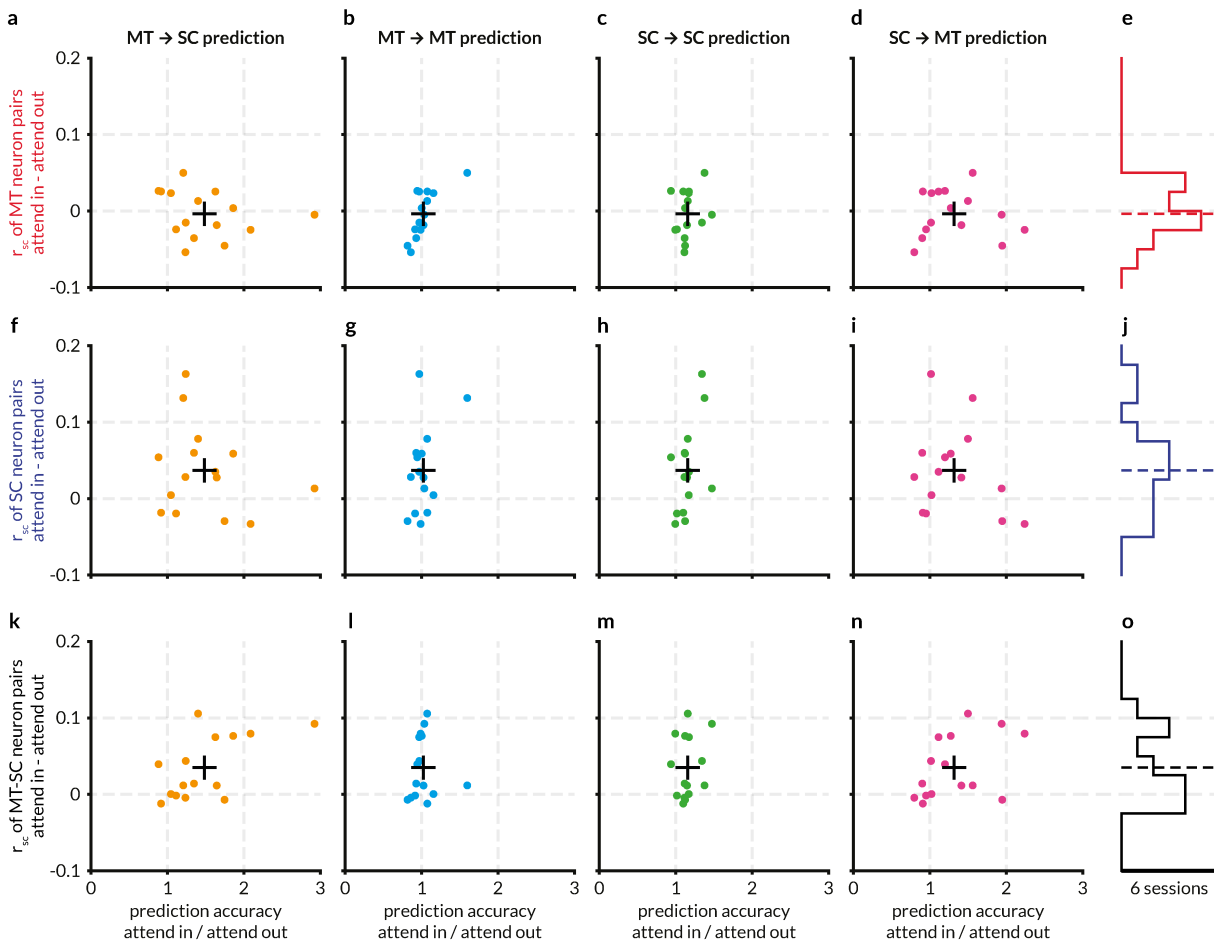 a b c d e
MT → SC prediction
MT → MT prediction
SC → SC prediction
SC → MT prediction
r_sc of MT neuron pairs
attend in - attend out
0.2
0.1
0
-0.1
f g h i j
r_sc of SC neuron pairs
attend in - attend out
0.2
0.1
0
-0.1
k l m n o
r_sc of MT-SC neuron pairs
attend in - attend out
0.2
0.1
0
-0.1
0 1 2 3
0 1 2 3
0 1 2 3
0 1 2 3
6 sessions
prediction accuracy
attend in / attend out
prediction accuracy
attend in / attend out
prediction accuracy
attend in / attend out
prediction accuracy
attend in / attend out